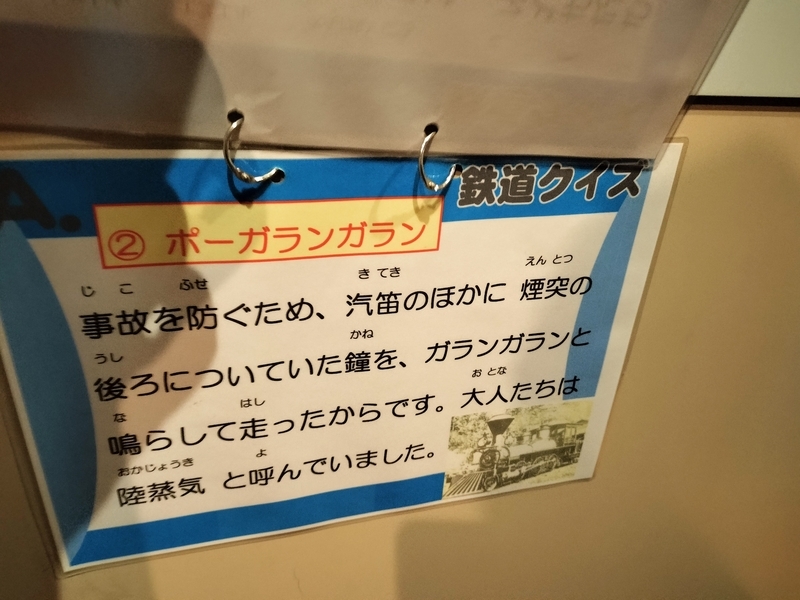 A.
鉄道クイズ
② ポーガランガラン
じ こ ふせ き てき えん とつ
事故を防ぐため、汽笛のほかに 煙突の
うし かね
後ろについていた鐘を、ガランガランと
な はし お とな
鳴らして走ったからです。大人たちは
おかじょうき よ
陸蒸気 と呼んでいました。